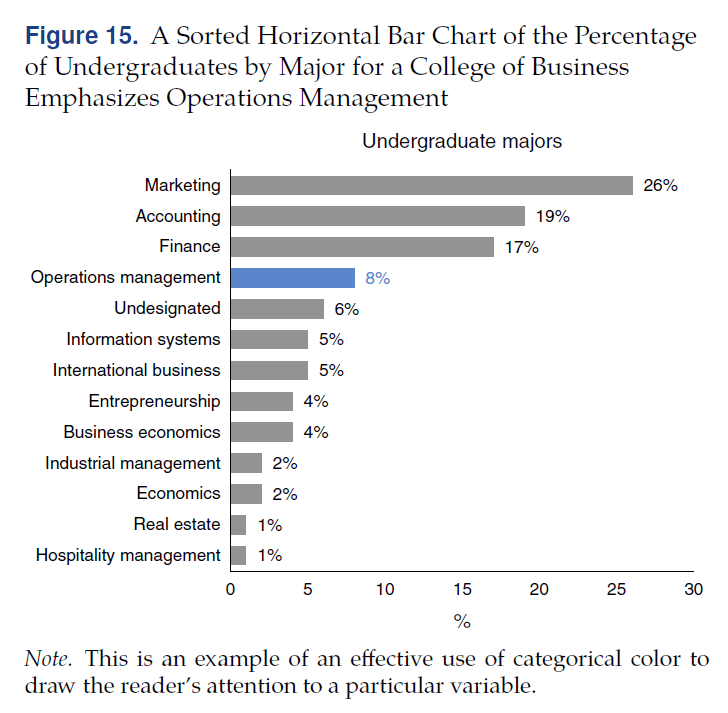 Figure 15. A Sorted Horizontal Bar Chart of the Percentage
of Undergraduates by Major for a College of Business
Emphasizes Operations Management
Undergraduate majors
Marketing 26%
Accounting 19%
Finance 17%
Operations management 8%
Undesignated 6%
Information systems 5%
International business 5%
Entrepreneurship 4%
Business economics 4%
Industrial management 2%
Economics 2%
Real estate 1%
Hospitality management 1%
0 5 10 15 20 25 30
%
Note. This is an example of an effective use of categorical color to
draw the reader's attention to a particular variable.